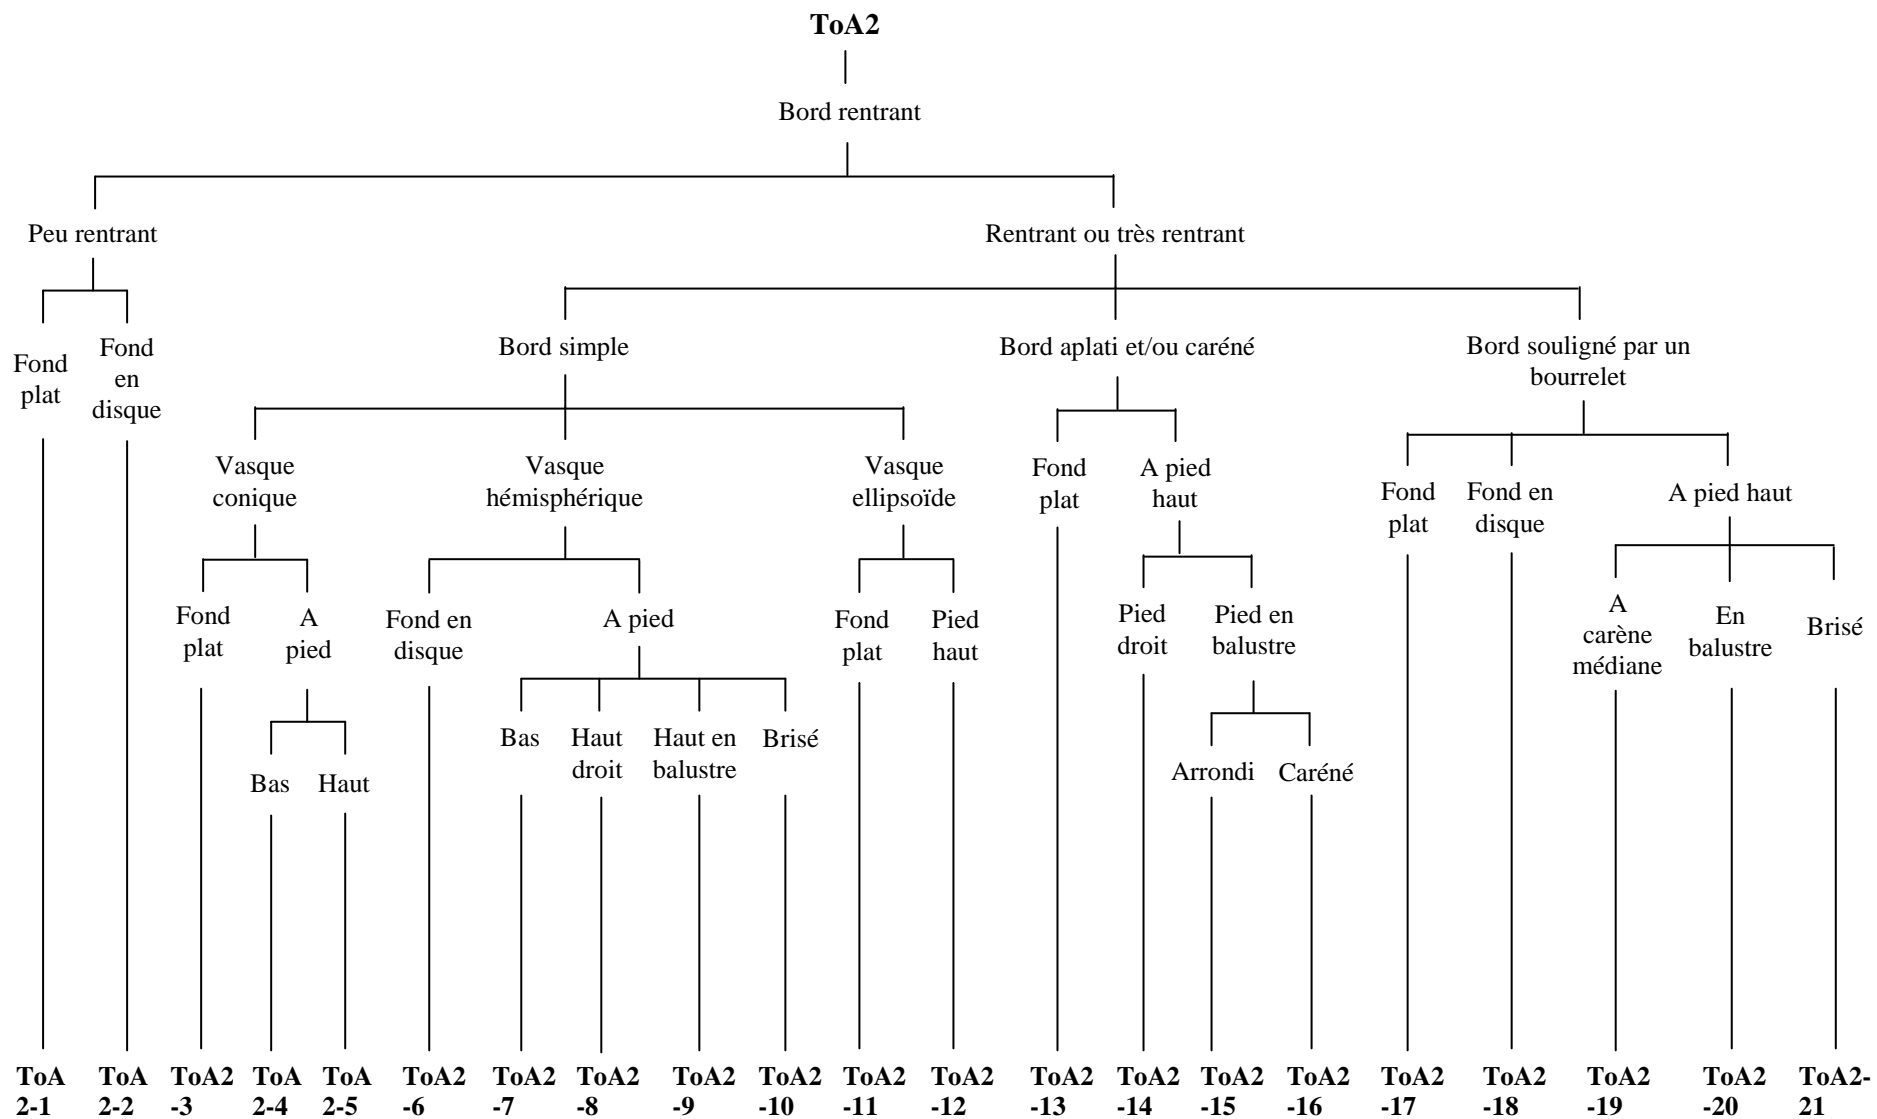 ToA2
Bord rentrant
Peu rentrant
Rentrant ou très rentrant
Fond
plat
Fond
en
disque
Bord simple
Bord aplati et/ou caréné
Bord souligné par un
bourrelet
Vasque
conique
Vasque
hémisphérique
Vasque
ellipsoïde
Fond
plat
A pied
haut
Fond
plat
Fond en
disque
A pied haut
Fond
plat
A
pied
Fond en
disque
A pied
Fond
plat
Pied
haut
Pied
droit
Pied en
balustre
A
carène
médiane
En
balustre
Brisé
Bas
Haut
Bas
Haut
droit
Haut en
balustre
Brisé
Arrondi
Caréné
ToA
2-1
ToA
2-2
ToA2
-3
ToA
2-4
ToA
2-5
ToA2
-6
ToA2
-7
ToA2
-8
ToA2
-9
ToA2
-10
ToA2
-11
ToA2
-12
ToA2
-13
ToA2
-14
ToA2
-15
ToA2
-16
ToA2
-17
ToA2
-18
ToA2
-19
ToA2
-20
ToA2-
21